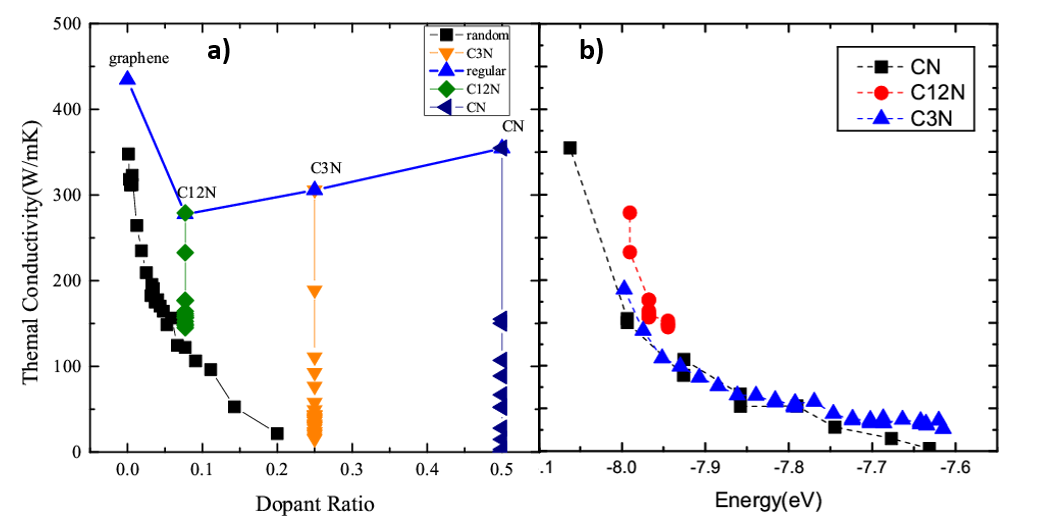 a)
b)
random
C3N
regular
C12N
CN
graphene
C12N
C3N
CN
CN
C12N
C3N
500
400
300
200
100
0
0.0 0.1 0.2 0.3 0.4 0.5
.1 -8.0 -7.9 -7.8 -7.7 -7.6
Themal Conductivity(W/mK)
Dopant Ratio
Energy(eV)